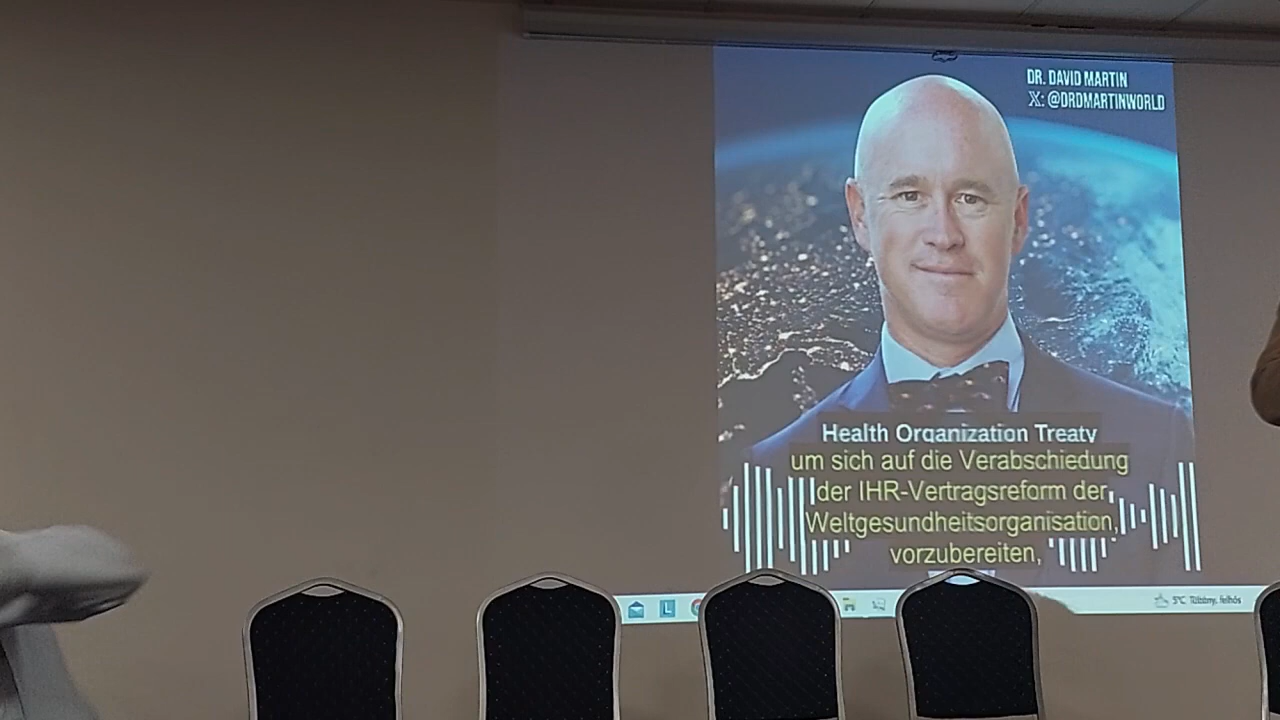 DR. DAVID MARTIN
X: @DRDMARTINWORLD
Health Organization Treaty
um sich auf die Verabschiedung
der IHR-Vertragsreform der
Weltgesundheitsorganisation,
vorzubereiten,
L
5°C